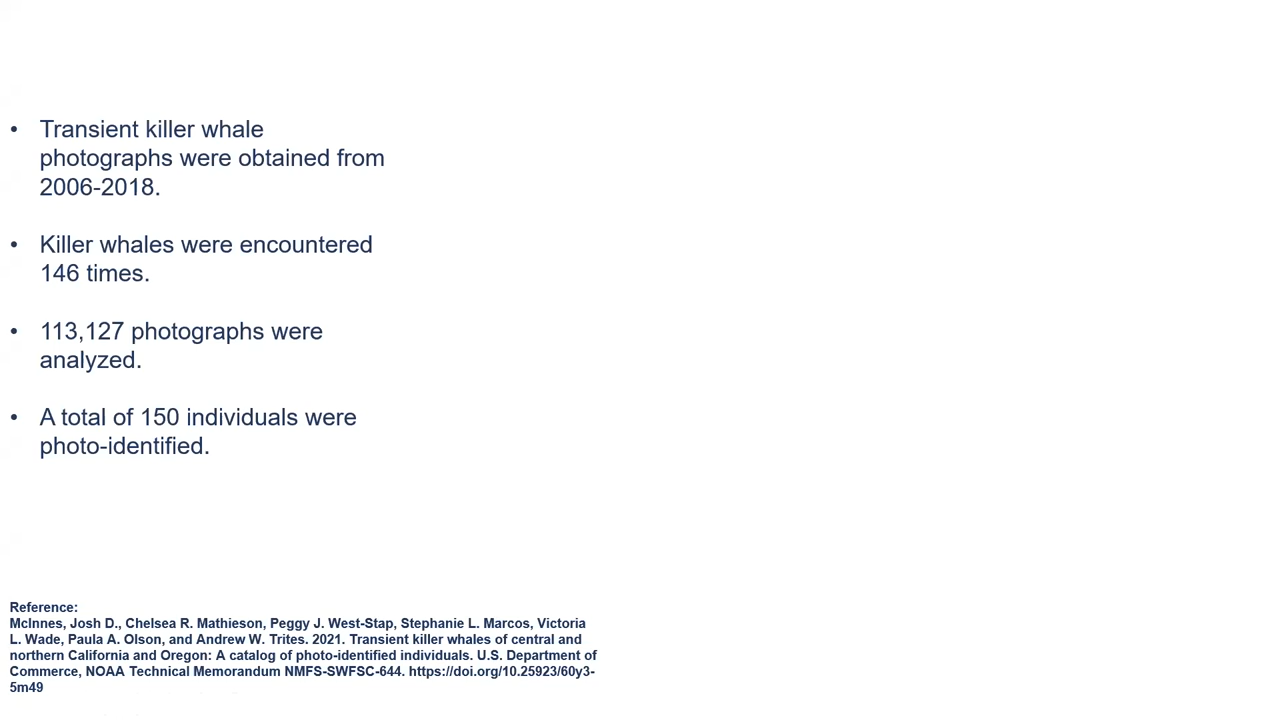 • Transient killer whale
photographs were obtained from
2006-2018.
• Killer whales were encountered
146 times.
• 113,127 photographs were
analyzed.
• A total of 150 individuals were
photo-identified.
Reference:
McInnes, Josh D., Chelsea R. Mathieson, Peggy J. West-Stap, Stephanie L. Marcos, Victoria
L. Wade, Paula A. Olson, and Andrew W. Trites. 2021. Transient killer whales of central and
northern California and Oregon: A catalog of photo-identified individuals. U.S. Department of
Commerce, NOAA Technical Memorandum NMFS-SWFSC-644. https://doi.org/10.25923/60y3-
5m49